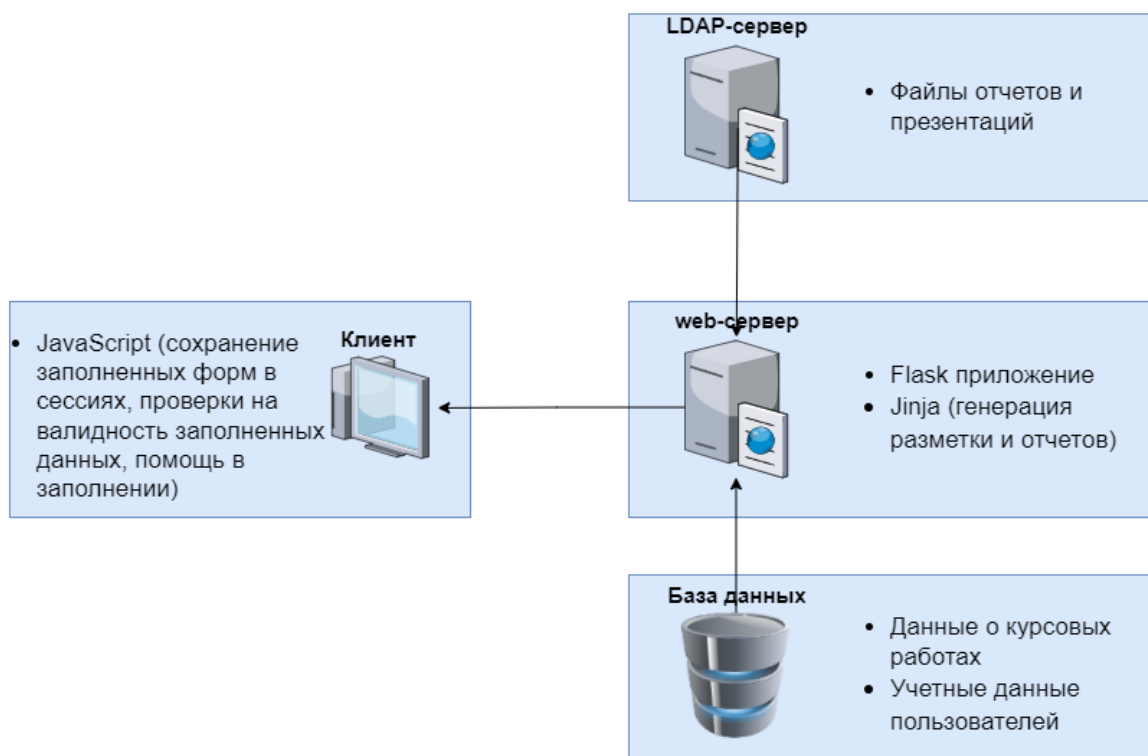 LDAP-сервер
• Файлы отчетов и
презентаций
• JavaScript (сохранение
заполненных форм в
сессиях, проверки на
валидность заполненных
данных, помощь в
заполнении)
Клиент
web-сервер
• Flask приложение
• Jinja (генерация
разметки и отчетов)
База данных
• Данные о курсовых
работах
• Учетные данные
пользователей